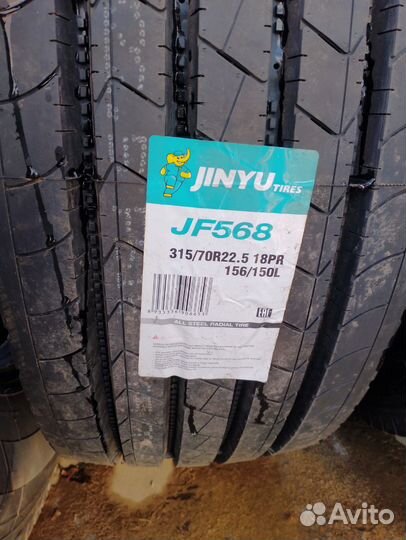 JINYU TIRES
JF568
315/70R22.5 18PR
156/150L
EAC
ALL STEEL RADIAL TIRE
Avito